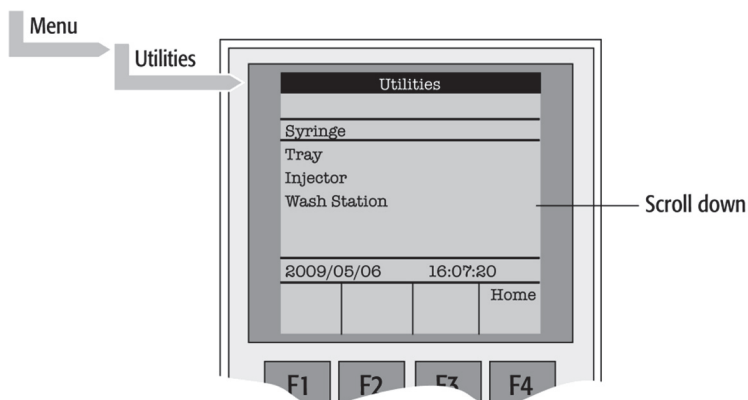 Menu
Utilities
Utilities
Syringe
Tray
Injector
Wash Station
Scroll down
2009/05/06 16:07:20
Home
F1 F2 F3 F4